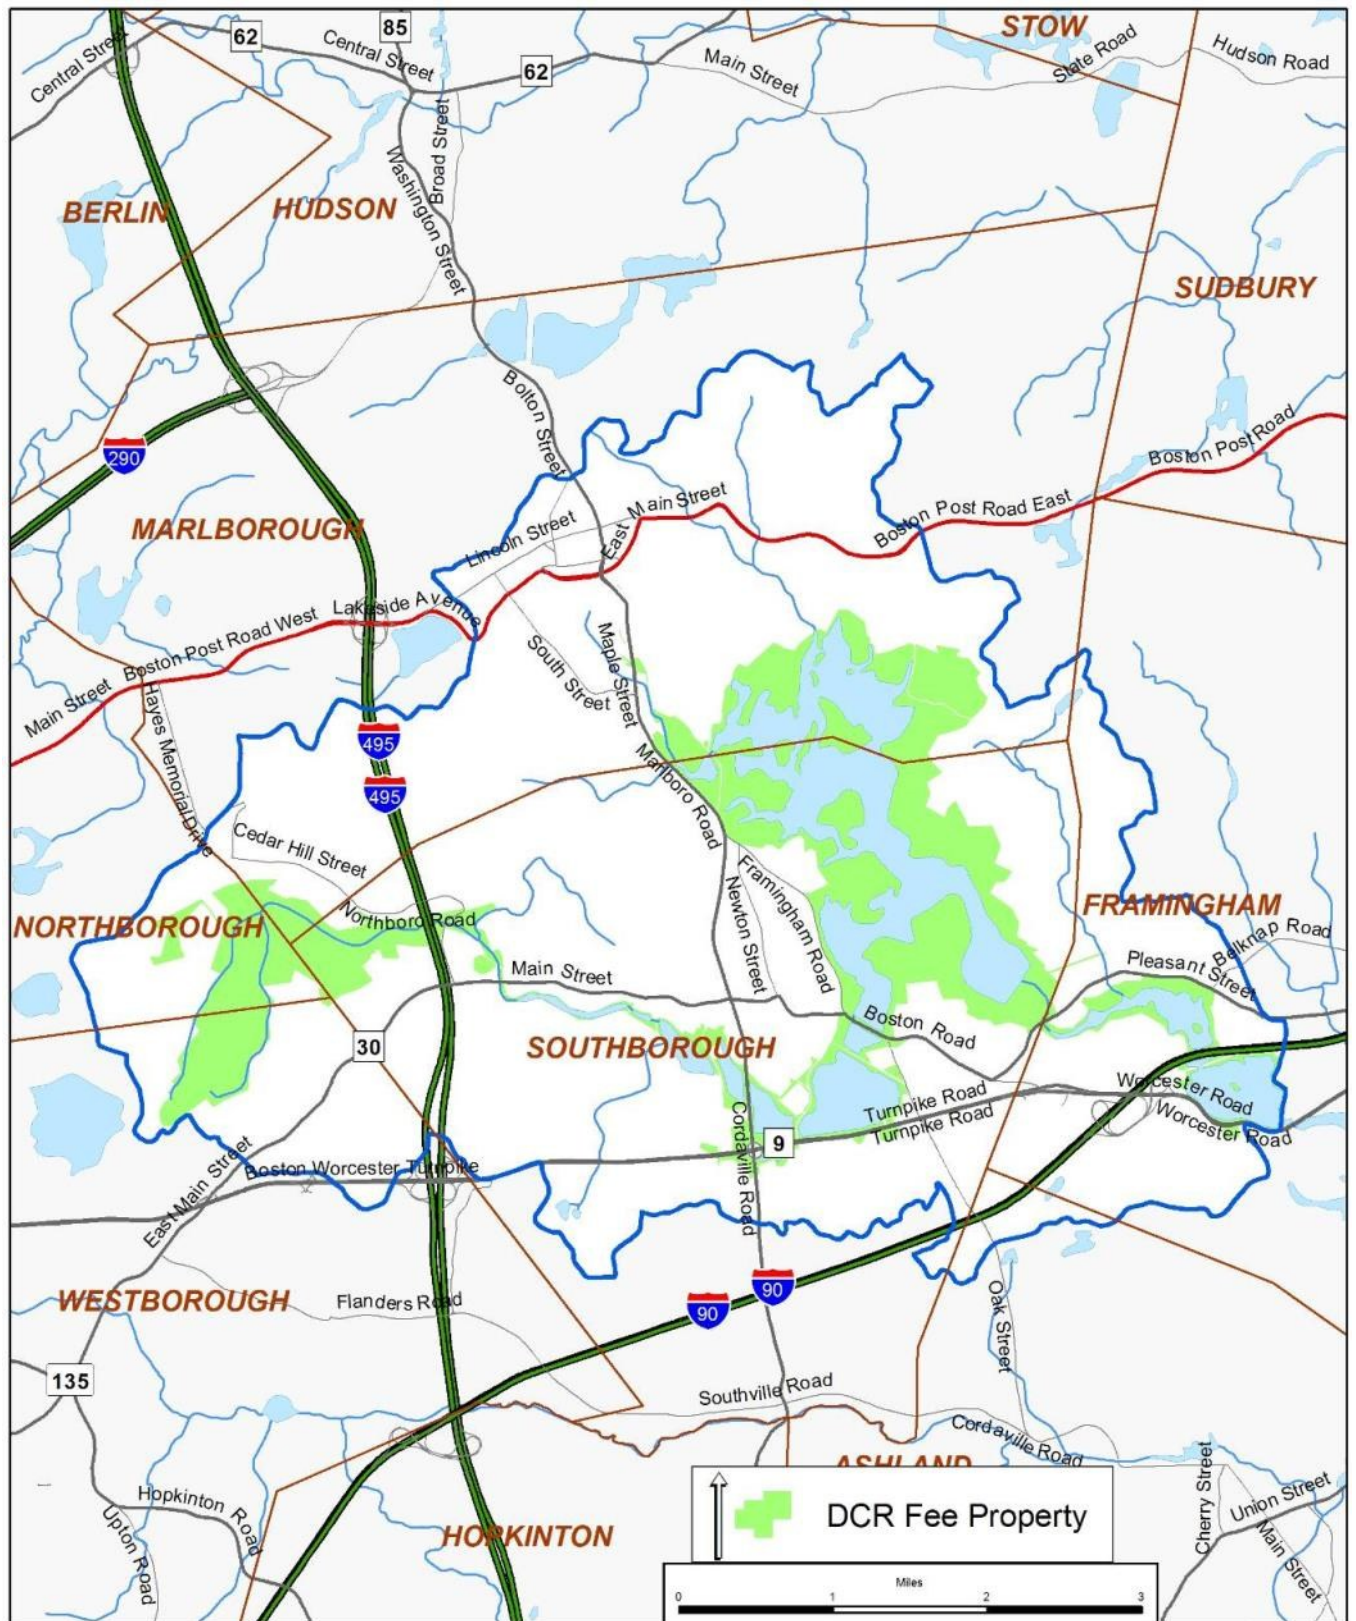 62
85
STOW
Central Street
Central Street
62
Main Street
State Road
Hudson Road
Broad Street
Washington Street
BERLIN
HUDSON
SUDBURY
Bolton Street
Boston Post Road
290
MARLBOROUGH
Lincoln Street
East Main Street
Boston Post Road East
Main Street
Boston Post Road West
Lakeside Avenue
South Street
Maple Street
Hayes Memorial Drive
495
495
Marlboro Road
Cedar Hill Street
Framingham Road
Newton Street
NORTHBOROUGH
Northboro Road
FRAMINGHAM
Belknap Road
Pleasant Street
Main Street
Boston Road
30
SOUTHBOROUGH
Turnpike Road
Turnpike Road
Worcester Road
Worcester Road
9
Cordaville Road
Boston Worcester Turnpike
East Main Street
WESTBOROUGH
Flanders Road
90
90
Oak Street
135
Southville Road
Cordaville Road
ASHLAND
Hopkinton Road
Upton Road
HOPKINTON
Cherry Street
Union Street
Main Street
DCR Fee Property
Miles
0 1 2 3